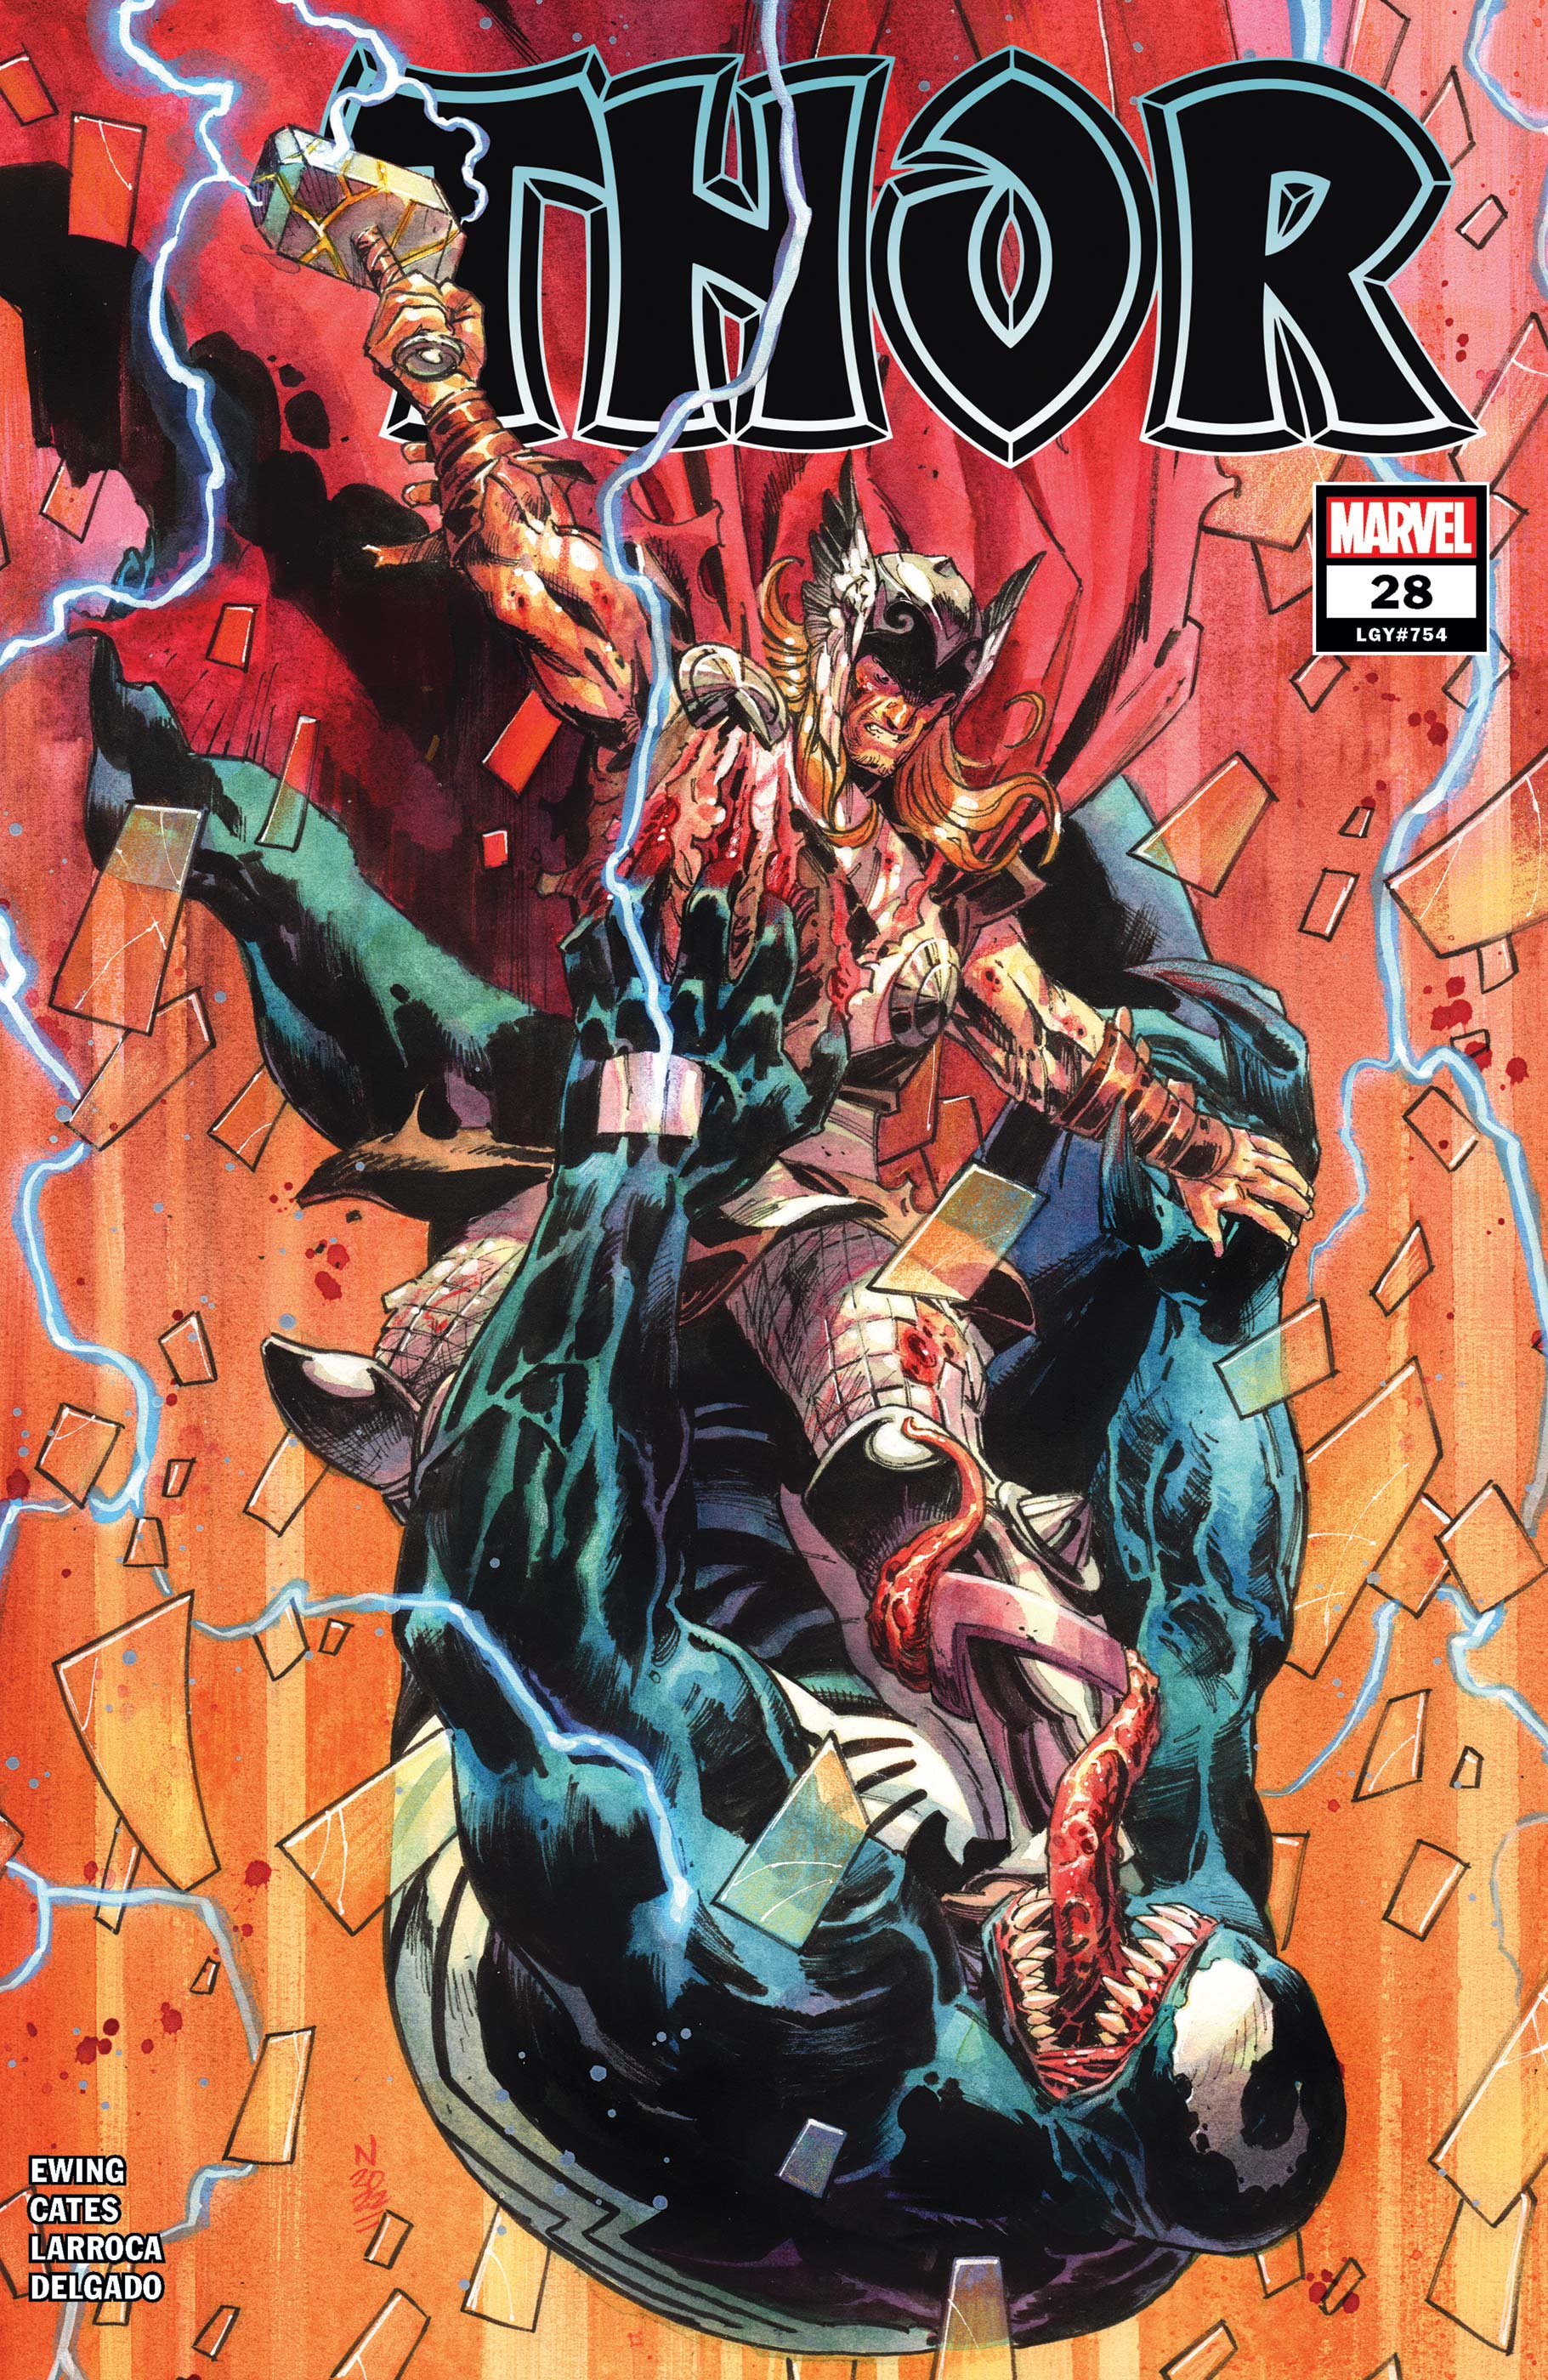 THOR
MARVEL
28
LGY#754
EWING
CATES
LARROCA
DELGADO